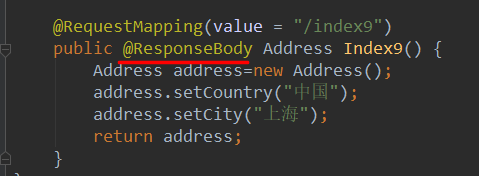 @RequestMapping(value = "/index9")
public @ResponseBody Address Index9() {
Address address=new Address();
address.setCountry("中国");
address.setCity("上海");
return address;
}